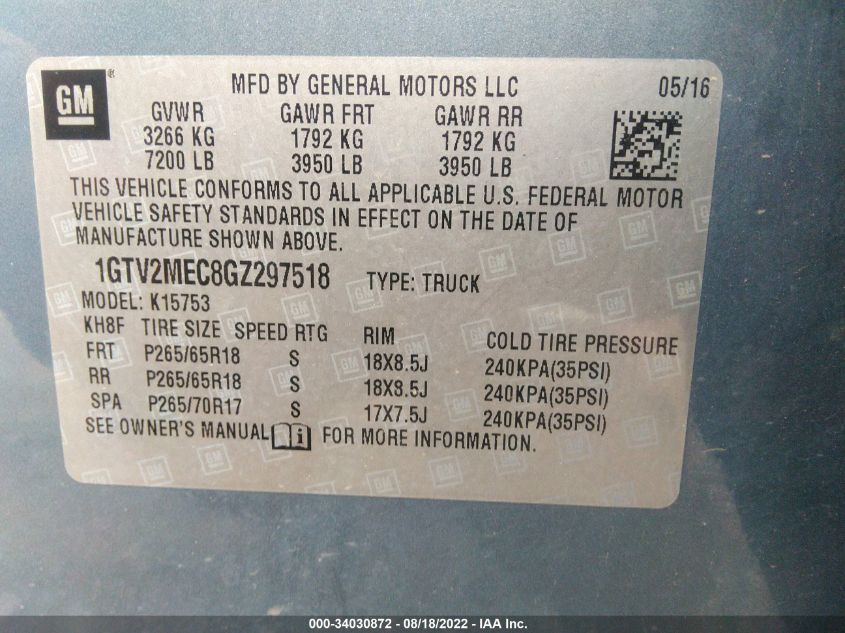 GM ® MFD BY GENERAL MOTORS LLC 05/16
GVWR GAWR FRT GAWR RR
3266 KG 1792 KG 1792 KG
7200 LB 3950 LB 3950 LB
THIS VEHICLE CONFORMS TO ALL APPLICABLE U.S. FEDERAL MOTOR
VEHICLE SAFETY STANDARDS IN EFFECT ON THE DATE OF
MANUFACTURE SHOWN ABOVE.
1GTV2MEC8GZ297518 TYPE: TRUCK
MODEL: K15753
KH8F TIRE SIZE SPEED RTG RIM COLD TIRE PRESSURE
FRT P265/65R18 S 18X8.5J 240KPA(35PSI)
RR P265/65R18 S 18X8.5J 240KPA(35PSI)
SPA P265/70R17 S 17X7.5J 240KPA(35PSI)
SEE OWNER'S MANUAL i FOR MORE INFORMATION.
000-34030872 - 08/18/2022 - IAA Inc.